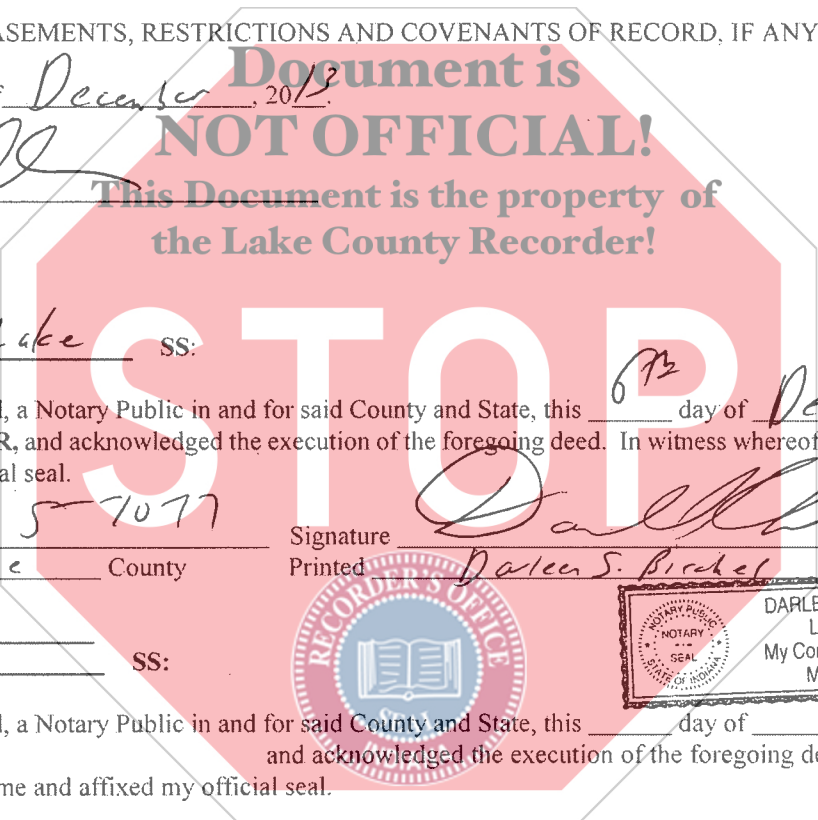 ASEMENTS, RESTRICTIONS AND COVENANTS OF RECORD, IF ANY
December, 2013.
Document is
NOT OFFICIAL!
This Document is the property of
the Lake County Recorder!
STOP
Lake SS:
, a Notary Public in and for said County and State, this 6th day of De
R, and acknowledged the execution of the foregoing deed. In witness whereof
al seal.
Signature
e County
Printed Darleen S.
RECORDER'S OFFICE
INDIANA
NOTARY PUBLIC
NOTARY
SEAL
STATE OF INDIANA
DARLE
L
My Co
M
SS:
, a Notary Public in and for said County and State, this day of
and acknowledged the execution of the foregoing de
me and affixed my official seal.